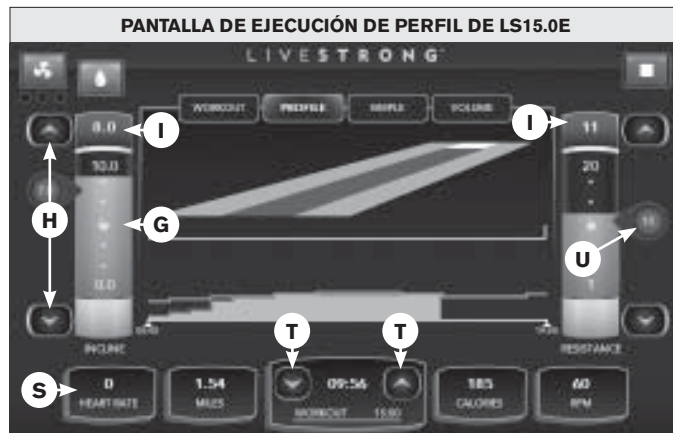 PANTALLA DE EJECUCIÓN DE PERFIL DE LS15.0E
LIVESTRONG
WORKOUT PROFILE SIMPLE VOLUME
8.0 I I 11
10.0 20
H G U
0.0 1
T T
INCLINE RESISTANCE
S 0 1.54 09:56 185 60
HEART RATE MILES WORKOUT 15:00 CALORIES RPM